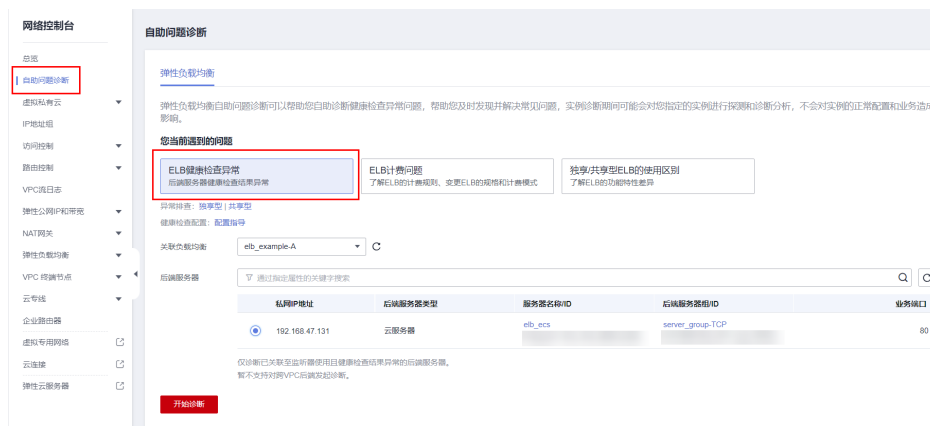 网络控制台
总览
自助问题诊断
虚拟私有云
IP地址组
访问控制
路由控制
VPC流日志
弹性公网IP和带宽
NAT网关
弹性负载均衡
VPC 终端节点
云专线
企业路由器
虚拟专用网络
云连接
弹性云服务器
自助问题诊断
弹性负载均衡
弹性负载均衡自助问题诊断可以帮助您自助诊断健康检查异常问题，帮助您及时发现并解决常见问题，实例诊断期间可能会对您指定的实例进行探测和诊断分析，不会对实例的正常配置和业务造成
影响。
您当前遇到的问题
ELB健康检查异常
后端服务器健康检查结果异常
ELB计费问题
了解ELB的计费规则、变更ELB的规格和计费模式
独享/共享型ELB的使用区别
了解ELB的功能特性差异
异常排查：独享型 | 共享型
健康检查配置：配置指导
关联负载均衡 elb_example-A
后端服务器 通过指定属性的关键字搜索
私网IP地址 后端服务器类型 服务器名称/ID 后端服务器组/ID 业务端口
192.168.47.131 云服务器 elb_ecs server_group-TCP 80
仅诊断已关联至监听器使用且健康检查结果异常的后端服务器。
暂不支持对跨VPC后端发起诊断。
开始诊断